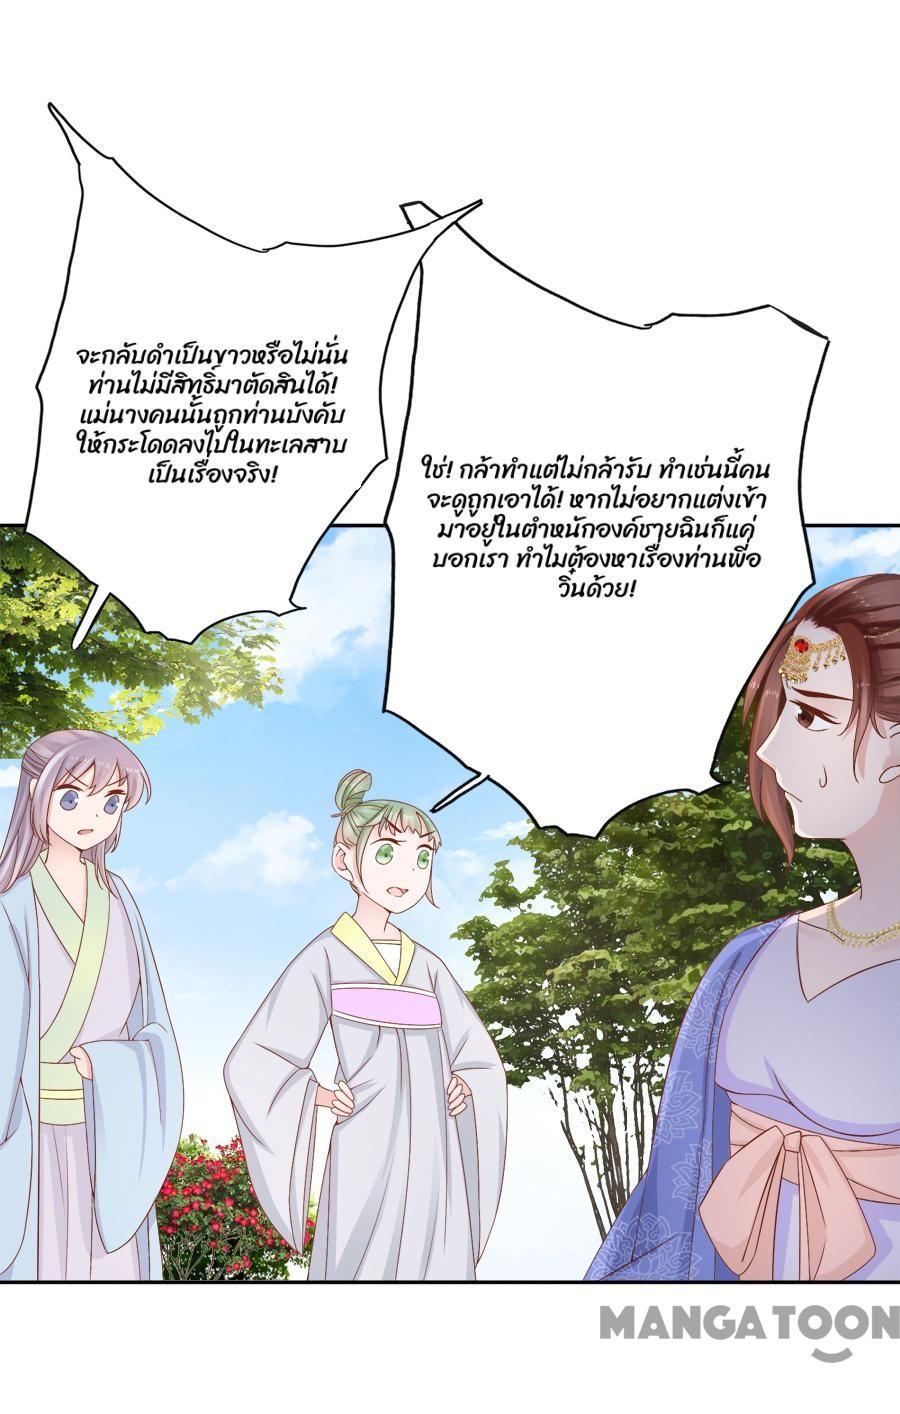 จะกลับดำเป็นขาวหรือไม่นั่น
ท่านไม่มีสิทธิ์มาตัดสินได้!
แม่นางคนนั้นถูกท่านบังคับ
ให้กระโดดลงไปในทะเลสาบ
เป็นเรื่องจริง!
ใช่! กล้าทำแต่ไม่กล้ารับ ทำเช่นนี้คน
จะดูถูกเอาได้! หากไม่อยากแต่งเข้า
มาอยู่ในตำหนักองค์ชายฉินก็แค่
บอกเรา ทำไมต้องหาเรื่องท่านพี่อ
วิ๋นด้วย!
MANGATOON